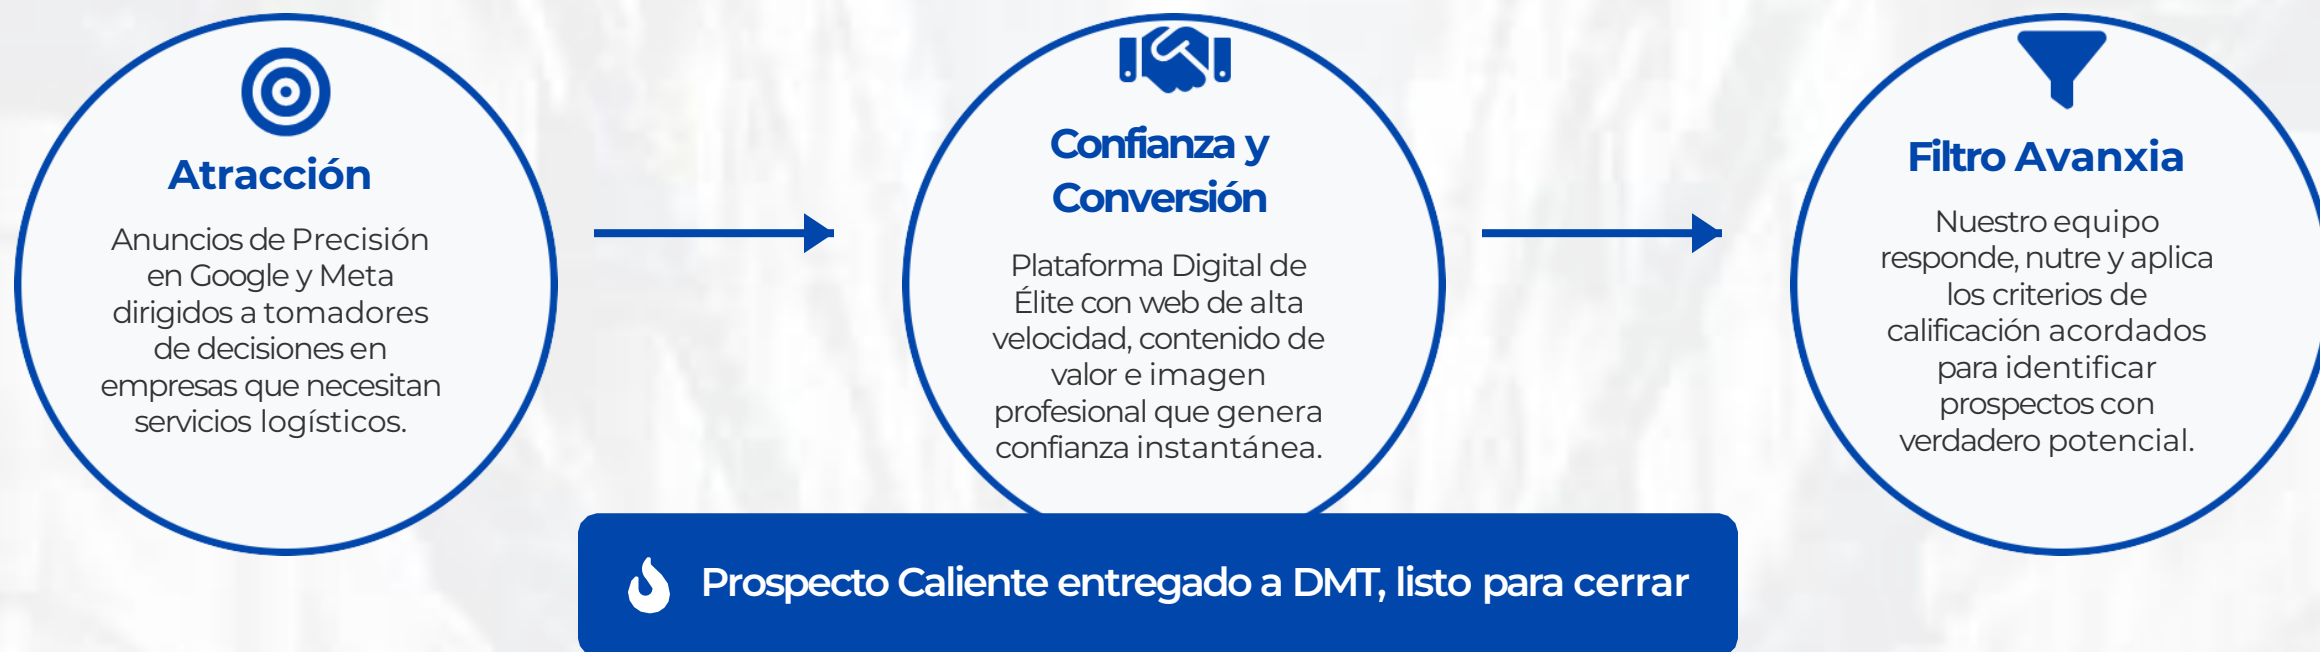 Atracción
Anuncios de Precisión
en Google y Meta
dirigidos a tomadores
de decisiones en
empresas que necesitan
servicios logísticos.
Confianza y
Conversión
Plataforma Digital de
Élite con web de alta
velocidad, contenido de
valor e imagen
profesional que genera
confianza instantánea.
Filtro Avanxia
Nuestro equipo
responde, nutre y aplica
los criterios de
calificación acordados
para identificar
prospectos con
verdadero potencial.
Prospecto Caliente entregado a DMT, listo para cerrar